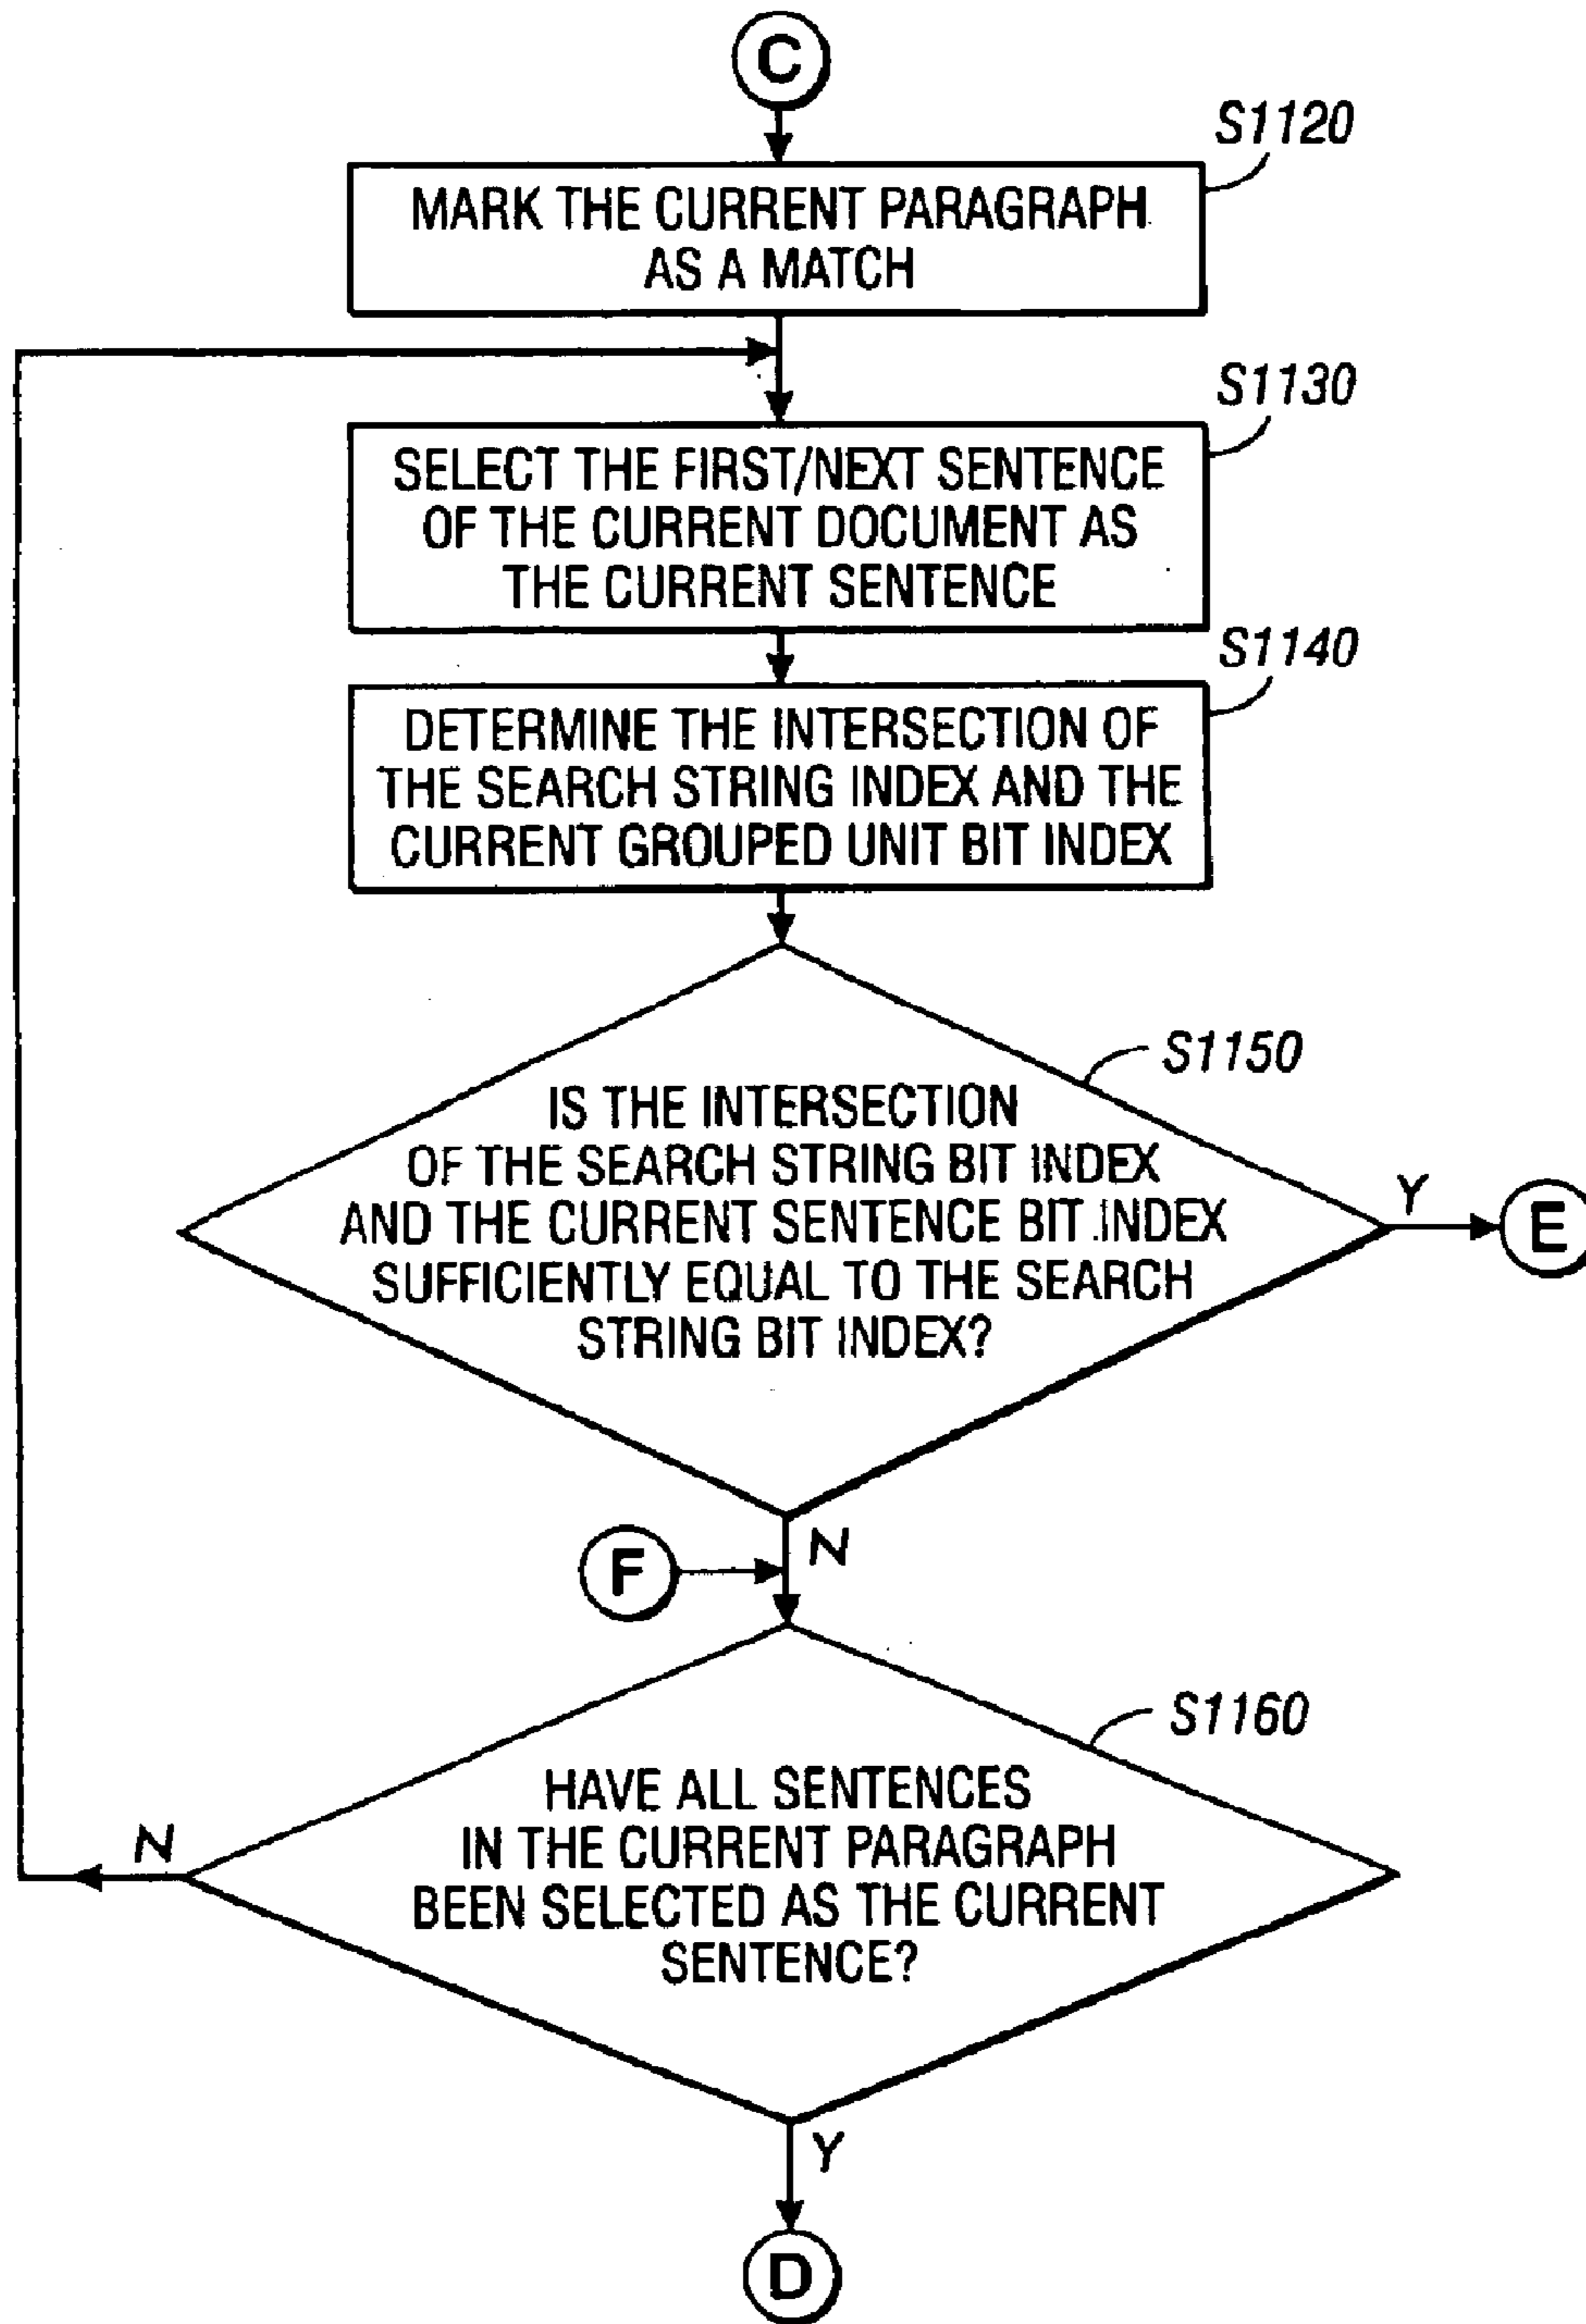 C
S1120
MARK THE CURRENT PARAGRAPH
AS A MATCH
S1130
SELECT THE FIRST/NEXT SENTENCE
OF THE CURRENT DOCUMENT AS
THE CURRENT SENTENCE
S1140
DETERMINE THE INTERSECTION OF
THE SEARCH STRING INDEX AND THE
CURRENT GROUPED UNIT BIT INDEX
S1150
IS THE INTERSECTION
OF THE SEARCH STRING BIT INDEX
AND THE CURRENT SENTENCE BIT INDEX
SUFFICIENTLY EQUAL TO THE SEARCH
STRING BIT INDEX?
Y
E
N
F
S1160
HAVE ALL SENTENCES
IN THE CURRENT PARAGRAPH
BEEN SELECTED AS THE CURRENT
SENTENCE?
N
Y
D